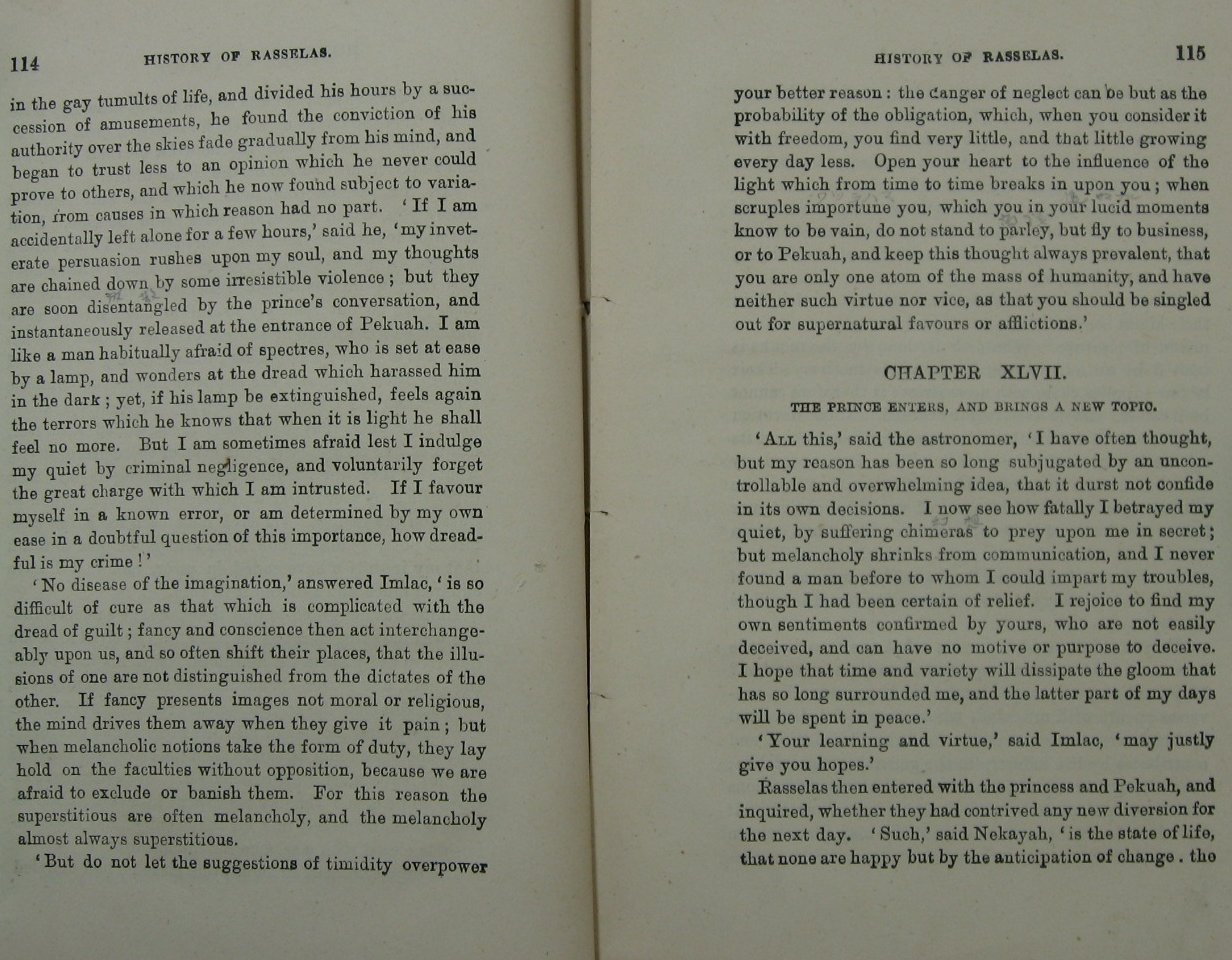 114
HISTORY OF RASSELAS.
in the gay tumults of life, and divided his hours by a suc-
cession of amusements, he found the conviction of his
authority over the skies fade gradually from his mind, and
began to trust less to an opinion which he never could
prove to others, and which he now found subject to varia-
tion, from causes in which reason had no part. ‘If I am
accidentally left alone for a few hours,’ said he, ‘my invet-
erate persuasion rushes upon my soul, and my thoughts
are chained down by some irresistible violence; but they
are soon disentangled by the prince’s conversation, and
instantaneously released at the entrance of Pekuah. I am
like a man habitually afraid of spectres, who is set at ease
by a lamp, and wonders at the dread which harassed him
in the dark; yet, if his lamp be extinguished, feels again
the terrors which he knows that when it is light he shall
feel no more. But I am sometimes afraid lest I indulge
my quiet by criminal negligence, and voluntarily forget
the great charge with which I am intrusted. If I favour
myself in a known error, or am determined by my own
ease in a doubtful question of this importance, how dread-
ful is my crime!’
‘No disease of the imagination,’ answered Imlac, ‘is so
difficult of cure as that which is complicated with the
dread of guilt; fancy and conscience then act interchange-
ably upon us, and so often shift their places, that the illu-
sions of one are not distinguished from the dictates of the
other. If fancy presents images not moral or religious,
the mind drives them away when they give it pain; but
when melancholic notions take the form of duty, they lay
hold on the faculties without opposition, because we are
afraid to exclude or banish them. For this reason the
superstitious are often melancholy, and the melancholy
almost always superstitious.
‘But do not let the suggestions of timidity overpower
HISTORY OF RASSELAS.
115
your better reason: the danger of neglect can be but as the
probability of the obligation, which, when you consider it
with freedom, you find very little, and that little growing
every day less. Open your heart to the influence of the
light which from time to time breaks in upon you; when
scruples importune you, which you in your lucid moments
know to be vain, do not stand to parley, but fly to business,
or to Pekuah, and keep this thought always prevalent, that
you are only one atom of the mass of humanity, and have
neither such virtue nor vice, as that you should be singled
out for supernatural favours or afflictions.’
CHAPTER XLVII.
THE PRINCE ENTERS, AND BRINGS A NEW TOPIC.
‘ALL this,’ said the astronomer, ‘I have often thought,
but my reason has been so long subjugated by an uncon-
trollable and overwhelming idea, that it durst not confide
in its own decisions. I now see how fatally I betrayed my
quiet, by suffering chimeras to prey upon me in secret;
but melancholy shrinks from communication, and I never
found a man before to whom I could impart my troubles,
though I had been certain of relief. I rejoice to find my
own sentiments confirmed by yours, who are not easily
deceived, and can have no motive or purpose to deceive.
I hope that time and variety will dissipate the gloom that
has so long surrounded me, and the latter part of my days
will be spent in peace.’
‘Your learning and virtue,’ said Imlac, ‘may justly
give you hopes.’
Rasselas then entered with the princess and Pekuah, and
inquired, whether they had contrived any new diversion for
the next day. ‘Such,’ said Nekayah, ‘is the state of life,
that none are happy but by the anticipation of change. the